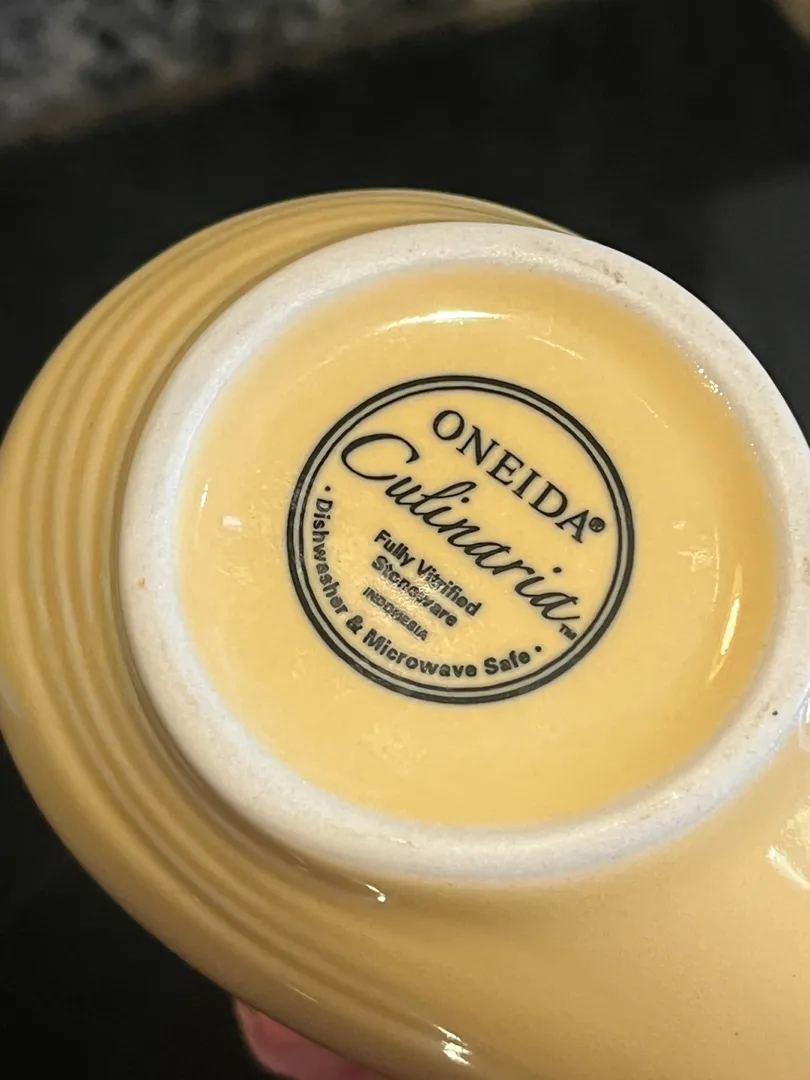 ONEIDA®
Culinaria™
Fully Vitrified
Stoneware
INDONESIA
· Dishwasher & Microwave Safe ·